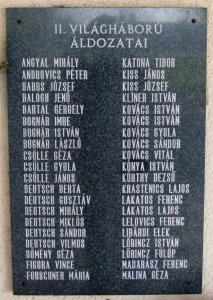 II. VILÁGHÁBORÚ
ÁLDOZATAI
ANGYAL MIHÁLY
ANDROVICS PÉTER
BABOS JÓZSEF
BALOGH JENŐ
BARTAL GERGELY
BOGNÁR IMRE
BOGNÁR ISTVÁN
BOGNÁR LÁSZLÓ
CSÖLLE GÉZA
CSÖLLE GYULA
CSÖLLE JÁNOS
DEUTSCH BERTA
DEUTSCH GUSZTÁV
DEUTSCH MIHÁLY
DEUTSCH MIKLÓS
DEUTSCH SÁNDOR
DEUTSCH VILMOS
DÖMÉNY GÉZA
FIGURA VINCE
FORSCHNER MÁRIA
KATONA TIBOR
KISS JÁNOS
KISS JÓZSEF
KLEINER ISTVÁN
KOVÁCS ISTVÁN
KOVÁCS ISTVÁN
KOVÁCS GYULA
KOVÁCS SÁNDOR
KOVÁCS VITÁL
KÓNYA ISTVÁN
KÜRTHY DEZSŐ
KRASTENICS LAJOS
LAKATOS FERENC
LAKATOS LAJOS
LELOVICS FERENC
LIBÁRDI ELEK
LŐRINCZ ISTVÁN
LŐRINCZ FÜLÖP
MADARÁSZ FERENC
MALINA GÉZA